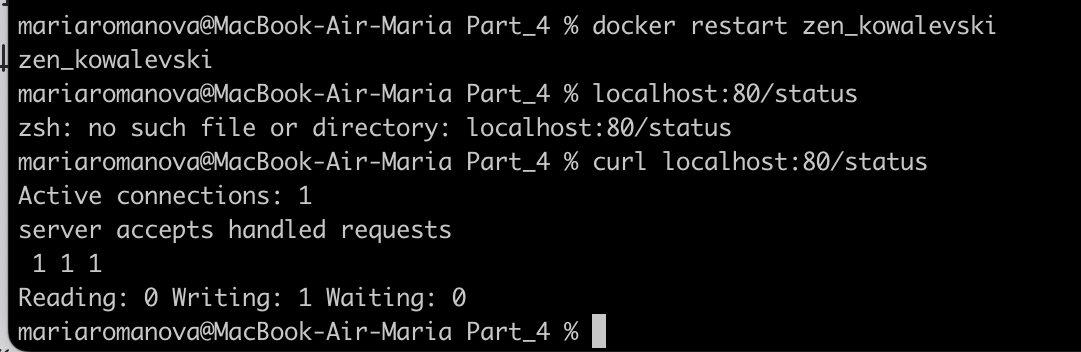 mariaromanova@MacBook-Air-Maria Part_4 % docker restart zen_kowalevski
zen_kowalevski
mariaromanova@MacBook-Air-Maria Part_4 % localhost:80/status
zsh: no such file or directory: localhost:80/status
mariaromanova@MacBook-Air-Maria Part_4 % curl localhost:80/status
Active connections: 1
server accepts handled requests
 1 1 1
Reading: 0 Writing: 1 Waiting: 0
mariaromanova@MacBook-Air-Maria Part_4 %